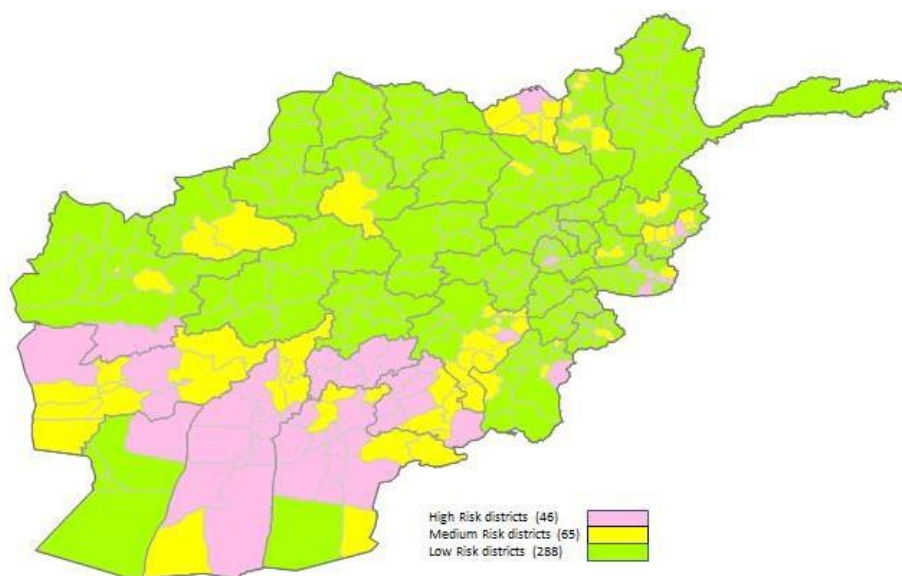 High Risk districts (46)
Medium Risk districts (65)
Low Risk districts (288)